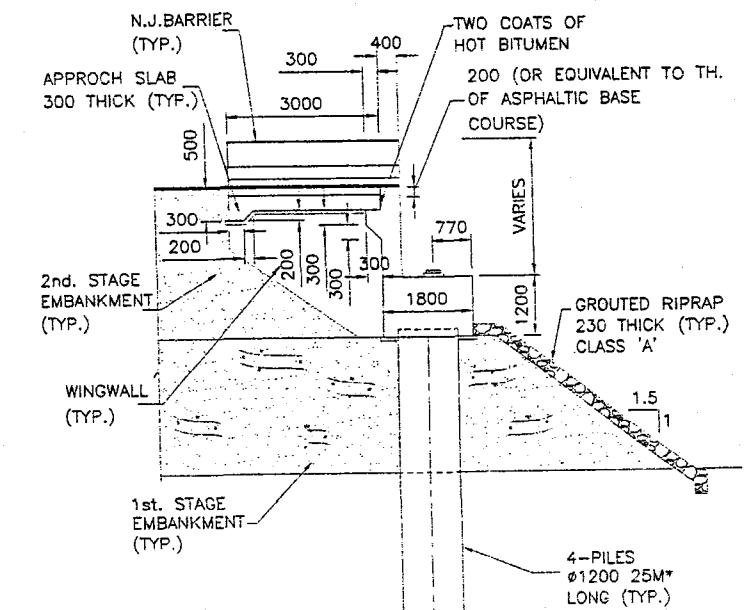 N.J.BARRIER
(TYP.)
400
TWO COATS OF
HOT BITUMEN
300
APPROCH SLAB
300 THICK (TYP.)
200 (OR EQUIVALENT TO TH.
OF ASPHALTIC BASE
COURSE)
3000
500
VARIES
300
770
200
200
300
300
300
2nd. STAGE
EMBANKMENT
(TYP.)
1800
1200
GROUTED RIPRAP
230 THICK (TYP.)
CLASS 'A'
WINGWALL
(TYP.)
1.5
1
1st. STAGE
EMBANKMENT
(TYP.)
4-PILES
ø1200 25M*
LONG (TYP.)